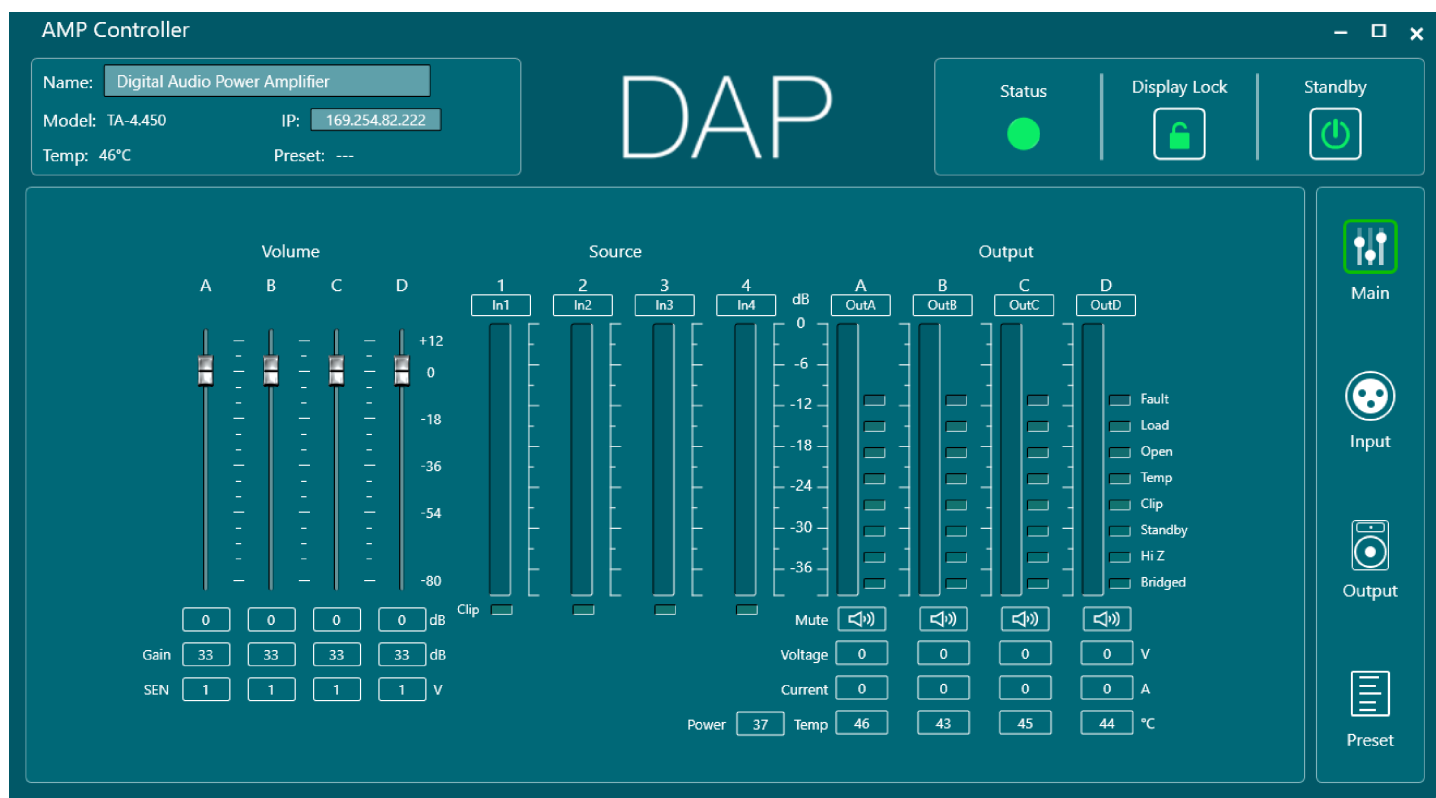 AMP Controller
Name: Digital Audio Power Amplifier
Model: TA-4.450 IP: 169.254.82.222
Temp: 46°C Preset: ---
DAP
Status Display Lock Standby
Volume Source Output
A B C D 1 2 3 4 dB A B C D
In1 In2 In3 In4 OutA OutB OutC OutD
+12
0
-18
-36
-54
-80
0
-6
-12
-18
-24
-30
-36
Fault
Load
Open
Temp
Clip
Standby
Hi Z
Bridged
0 0 0 0 dB
Gain 33 33 33 33 dB
SEN 1 1 1 1 V
Clip
Mute
Voltage 0 0 0 0 V
Current 0 0 0 0 A
Power 37 Temp 46 43 45 44 °C
Main
Input
Output
Preset